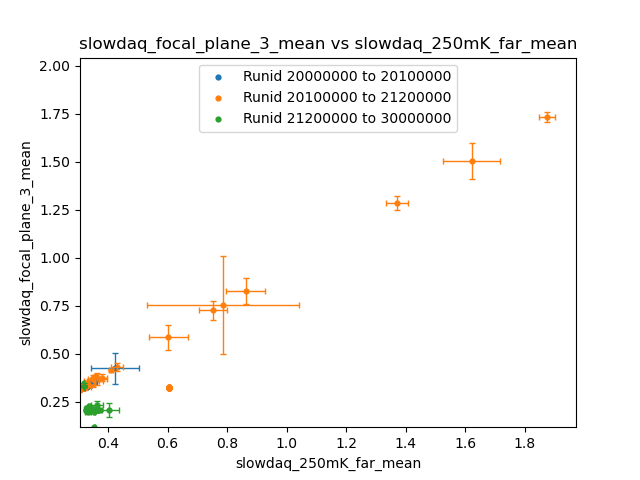 slowdaq_focal_plane_3_mean vs slowdaq_250mK_far_mean
Runid 20000000 to 20100000
Runid 20100000 to 21200000
Runid 21200000 to 30000000
slowdaq_focal_plane_3_mean
2.00
1.75
1.50
1.25
1.00
0.75
0.50
0.25
0.4
0.6
0.8
1.0
1.2
1.4
1.6
1.8
slowdaq_250mK_far_mean